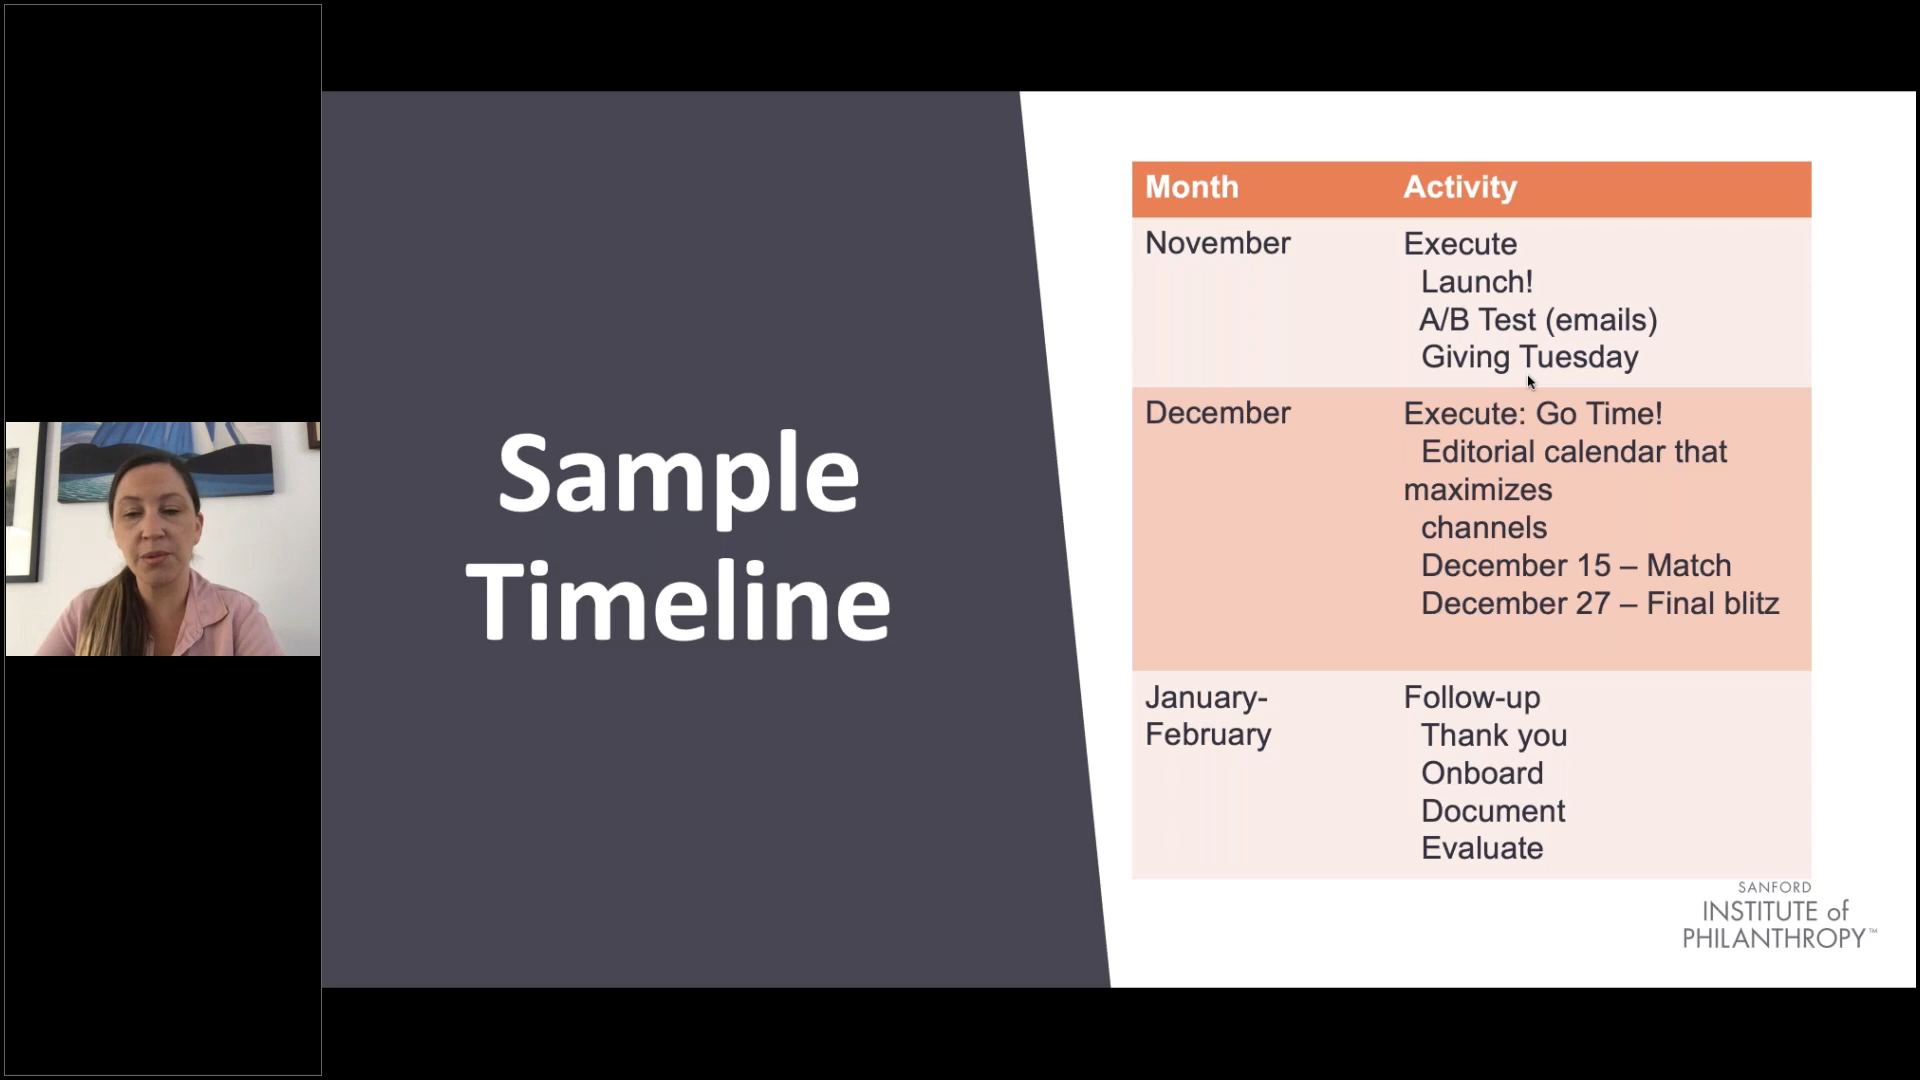 Sample
Timeline
Month Activity
November Execute
Launch!
A/B Test (emails)
Giving Tuesday
December Execute: Go Time!
Editorial calendar that
maximizes
channels
December 15 – Match
December 27 – Final blitz
January- Follow-up
February Thank you
Onboard
Document
Evaluate
SANFORD
INSTITUTE of
PHILANTHROPY™